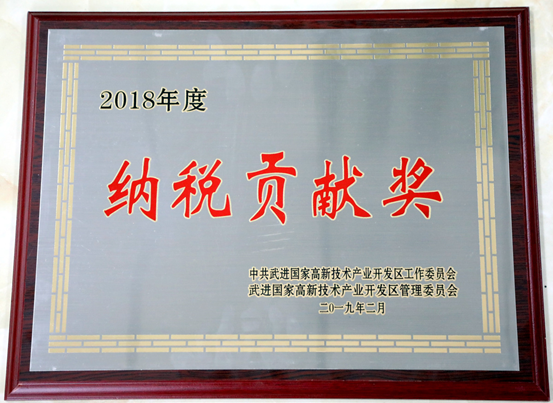 2018年度
纳税贡献奖
中共武进国家高新技术产业开发区工作委员会
武进国家高新技术产业开发区管理委员会
二0一九年二月